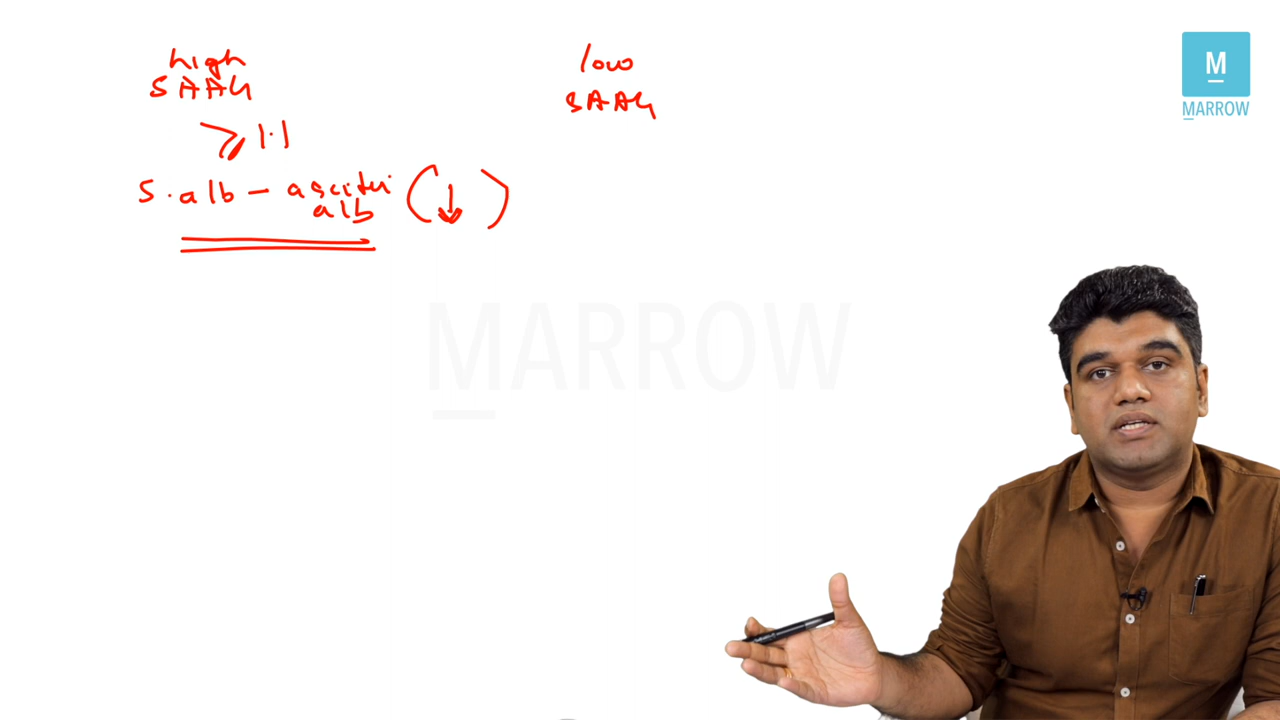 high
SAAG
≥ 1.1
S.alb - ascitic alb (↓)
low
SAAG
M
MARROW
MARROW